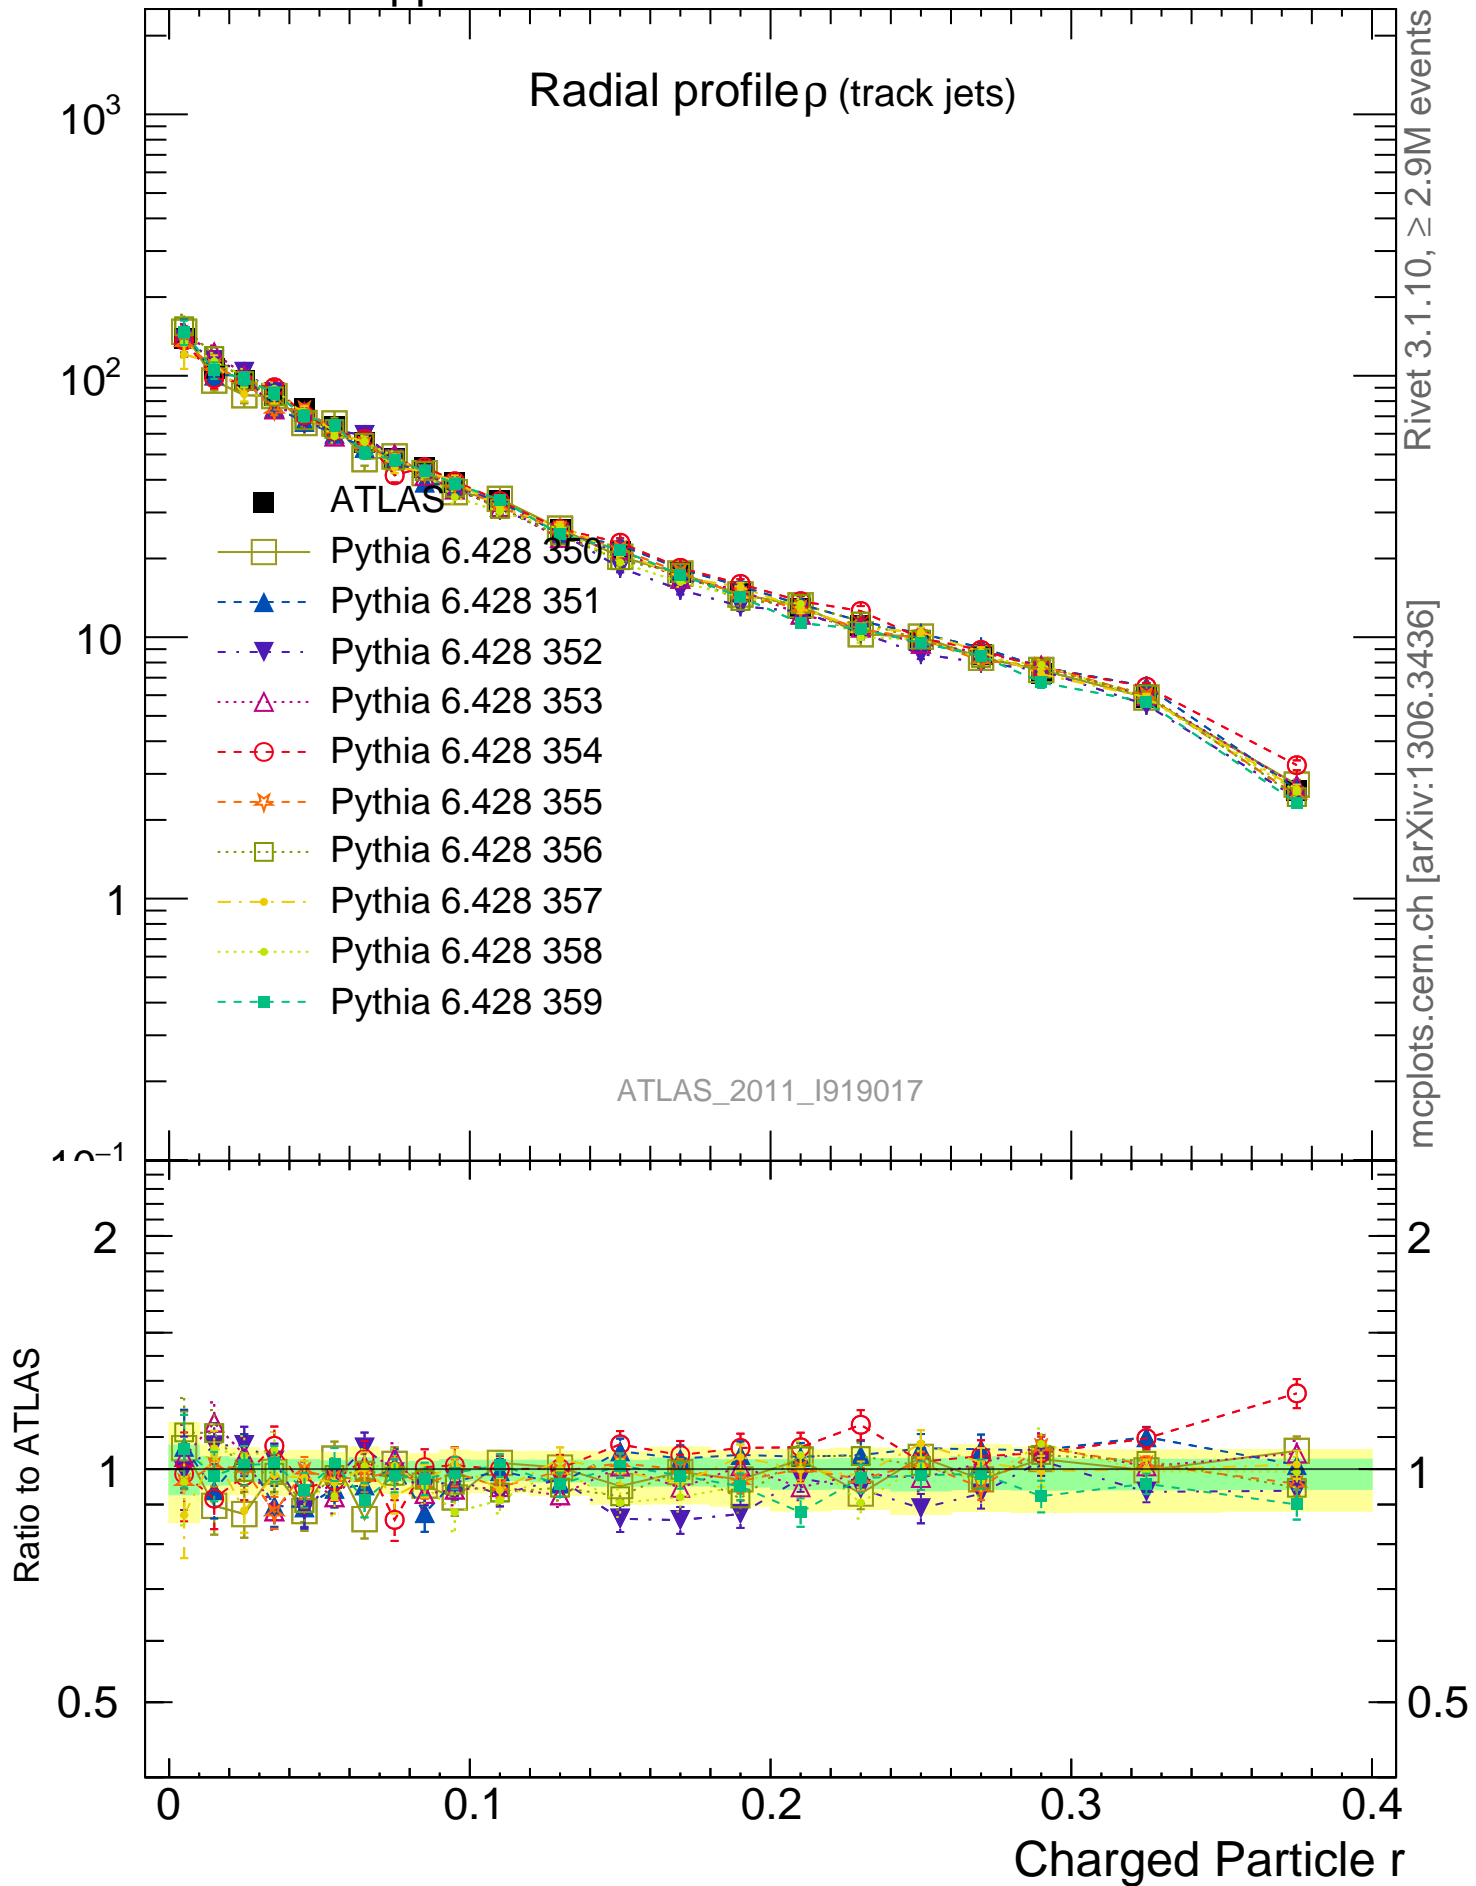 Radial profile ρ (track jets)
10³
10²
10
1
10⁻¹
ATLAS
Pythia 6.428 350
Pythia 6.428 351
Pythia 6.428 352
Pythia 6.428 353
Pythia 6.428 354
Pythia 6.428 355
Pythia 6.428 356
Pythia 6.428 357
Pythia 6.428 358
Pythia 6.428 359
ATLAS_2011_I919017
Rivet 3.1.10, ≥ 2.9M events
mcplots.cern.ch [arXiv:1306.3436]
Ratio to ATLAS
2
1
0.5
2
1
0.5
0
0.1
0.2
0.3
0.4
Charged Particle r